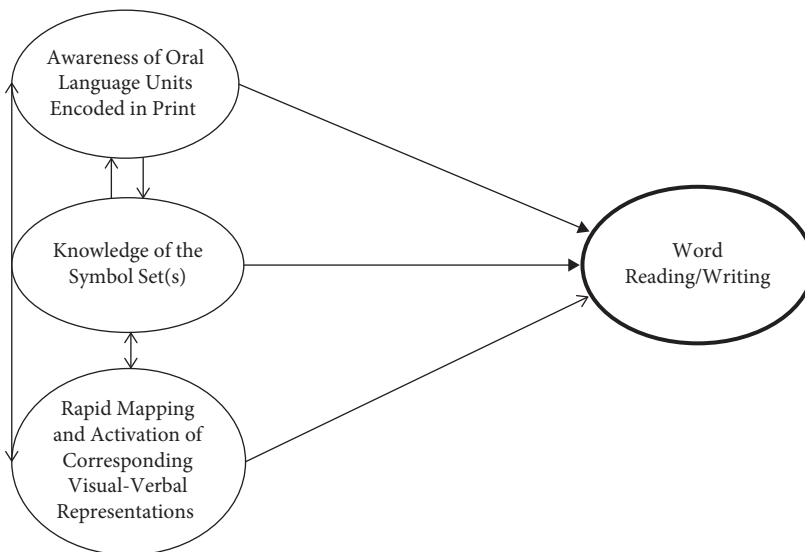 Awareness of Oral
Language Units
Encoded in Print
Knowledge of the
Symbol Set(s)
Word
Reading/Writing
Rapid Mapping
and Activation of
Corresponding
Visual-Verbal
Representations